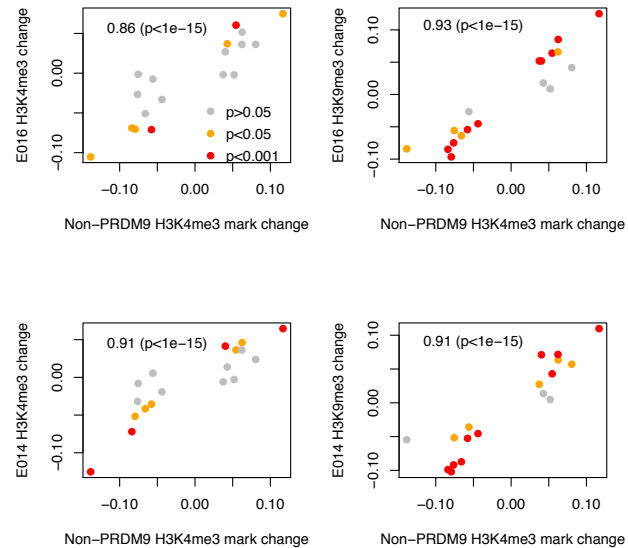 0.86 (p<1e−15)
E016 H3K4me3 change
0.00
−0.10
p>0.05
p<0.05
p<0.001
−0.10
0.00
0.10
Non−PRDM9 H3K4me3 mark change
0.93 (p<1e−15)
E016 H3K9me3 change
0.10
0.00
−0.10
−0.10
0.00
0.10
Non−PRDM9 H3K4me3 mark change
0.91 (p<1e−15)
E014 H3K4me3 change
0.00
−0.10
−0.10
0.00
0.10
Non−PRDM9 H3K4me3 mark change
0.91 (p<1e−15)
E014 H3K9me3 change
0.10
0.00
−0.10
−0.10
0.00
0.10
Non−PRDM9 H3K4me3 mark change